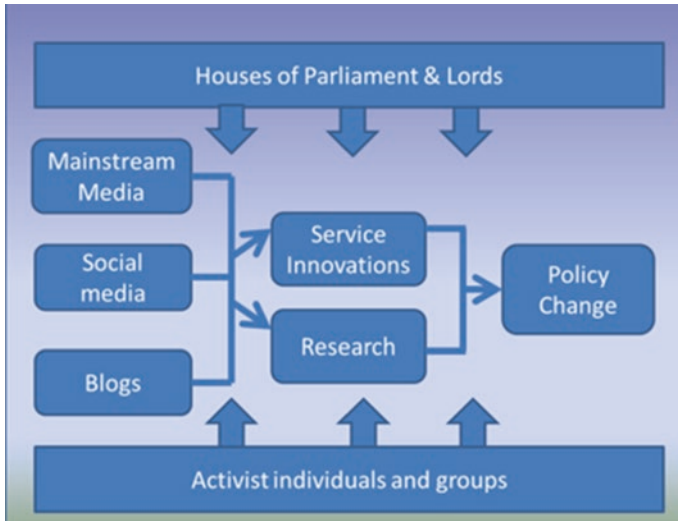 Houses of Parliament & Lords
Mainstream
Media
Social
media
Blogs
Service
Innovations
Research
Policy
Change
Activist individuals and groups